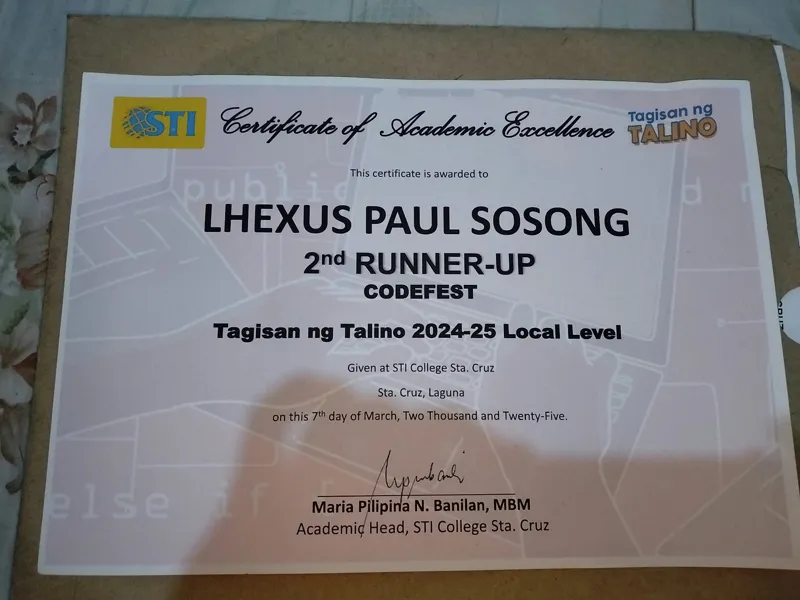 STI
Certificate of Academic Excellence
Tagisan ng
TALINO
This certificate is awarded to
public
LHEXUS PAUL SOSONG
2nd RUNNER-UP
CODEFEST
Tagisan ng Talino 2024-25 Local Level
Given at STI College Sta. Cruz
Sta. Cruz, Laguna
on this 7th day of March, Two Thousand and Twenty-Five.
else if
Maria Pilipina N. Banilan, MBM
Academic Head, STI College Sta. Cruz